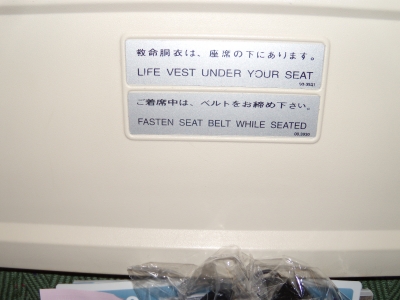 救命胴衣は、座席の下にあります。
LIFE VEST UNDER YOUR SEAT
ご着席中は、ベルトをお締め下さい。
FASTEN SEAT BELT WHILE SEATED